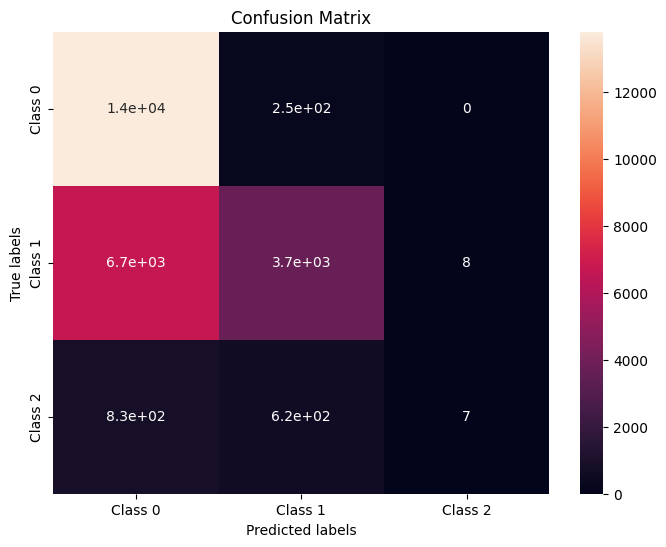 Confusion Matrix
Class 0
1.4e+04 2.5e+02 0
12000
10000
True labels
Class 1
6.7e+03 3.7e+03 8
8000
6000
4000
Class 2
8.3e+02 6.2e+02 7
2000
0
Class 0 Class 1 Class 2
Predicted labels